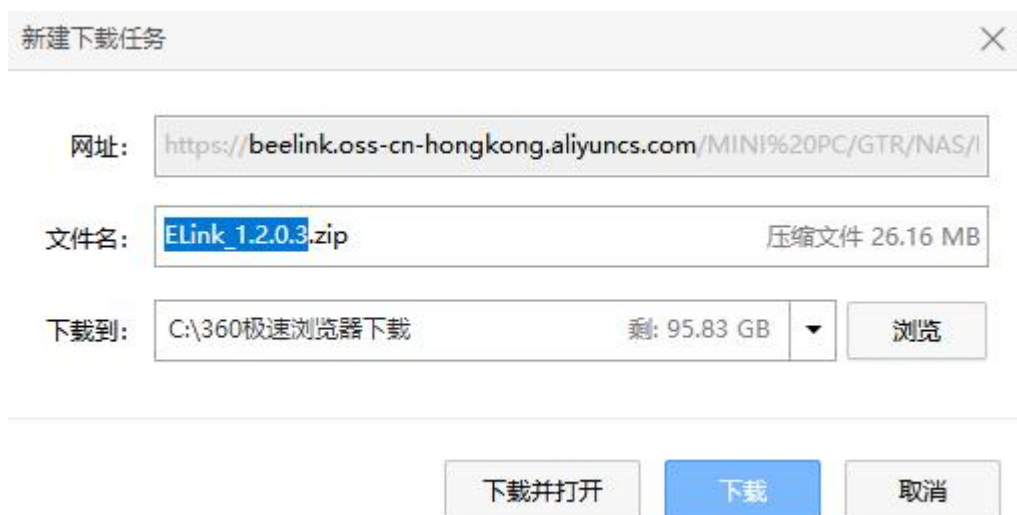 新建下载任务
网址： https://beelink.oss-cn-hongkong.aliyuncs.com/MINI%20PC/GTR/NAS/
文件名： ELink_1.2.0.3.zip 压缩文件 26.16 MB
下载到： C:\360极速浏览器下载 剩: 95.83 GB 浏览
下载并打开 下载 取消